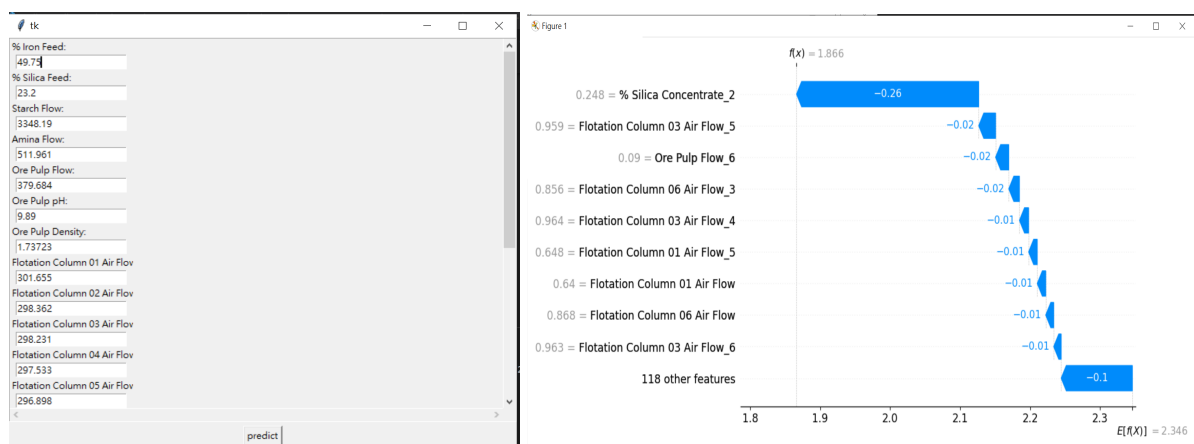 tk
% Iron Feed:
49.75
% Silica Feed:
23.2
Starch Flow:
3348.19
Amina Flow:
511.961
Ore Pulp Flow:
379.684
Ore Pulp pH:
9.89
Ore Pulp Density:
1.73723
Flotation Column 01 Air Flov
301.655
Flotation Column 02 Air Flov
298.362
Flotation Column 03 Air Flov
298.231
Flotation Column 04 Air Flov
297.533
Flotation Column 05 Air Flov
296.898
predict
Figure 1
f(x) = 1.866
0.248 = % Silica Concentrate_2
−0.26
0.959 = Flotation Column 03 Air Flow_5
−0.02
0.09 = Ore Pulp Flow_6
−0.02
0.856 = Flotation Column 06 Air Flow_3
−0.02
0.964 = Flotation Column 03 Air Flow_4
−0.01
0.648 = Flotation Column 01 Air Flow_5
−0.01
0.64 = Flotation Column 01 Air Flow
−0.01
0.868 = Flotation Column 06 Air Flow
−0.01
0.963 = Flotation Column 03 Air Flow_6
−0.01
118 other features
−0.1
1.8 1.9 2.0 2.1 2.2 2.3
E[f(X)] = 2.346